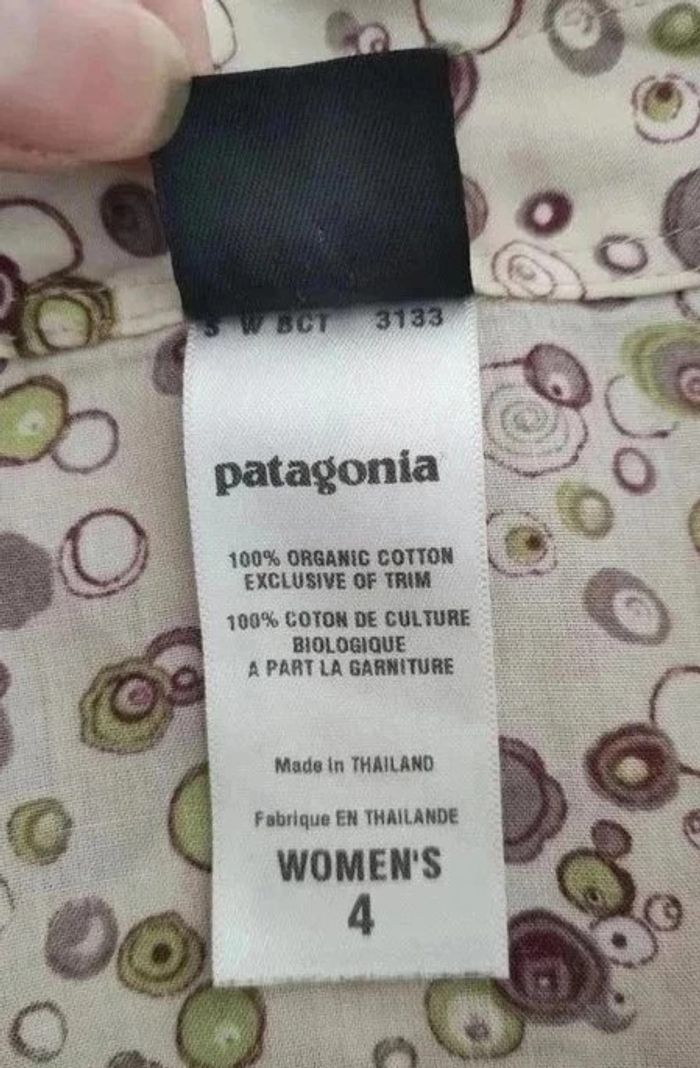 S W BCT 3133
patagonia
100% ORGANIC COTTON
EXCLUSIVE OF TRIM
100% COTON DE CULTURE
BIOLOGIQUE
A PART LA GARNITURE
Made in THAILAND
Fabrique EN THAILANDE
WOMEN'S
4